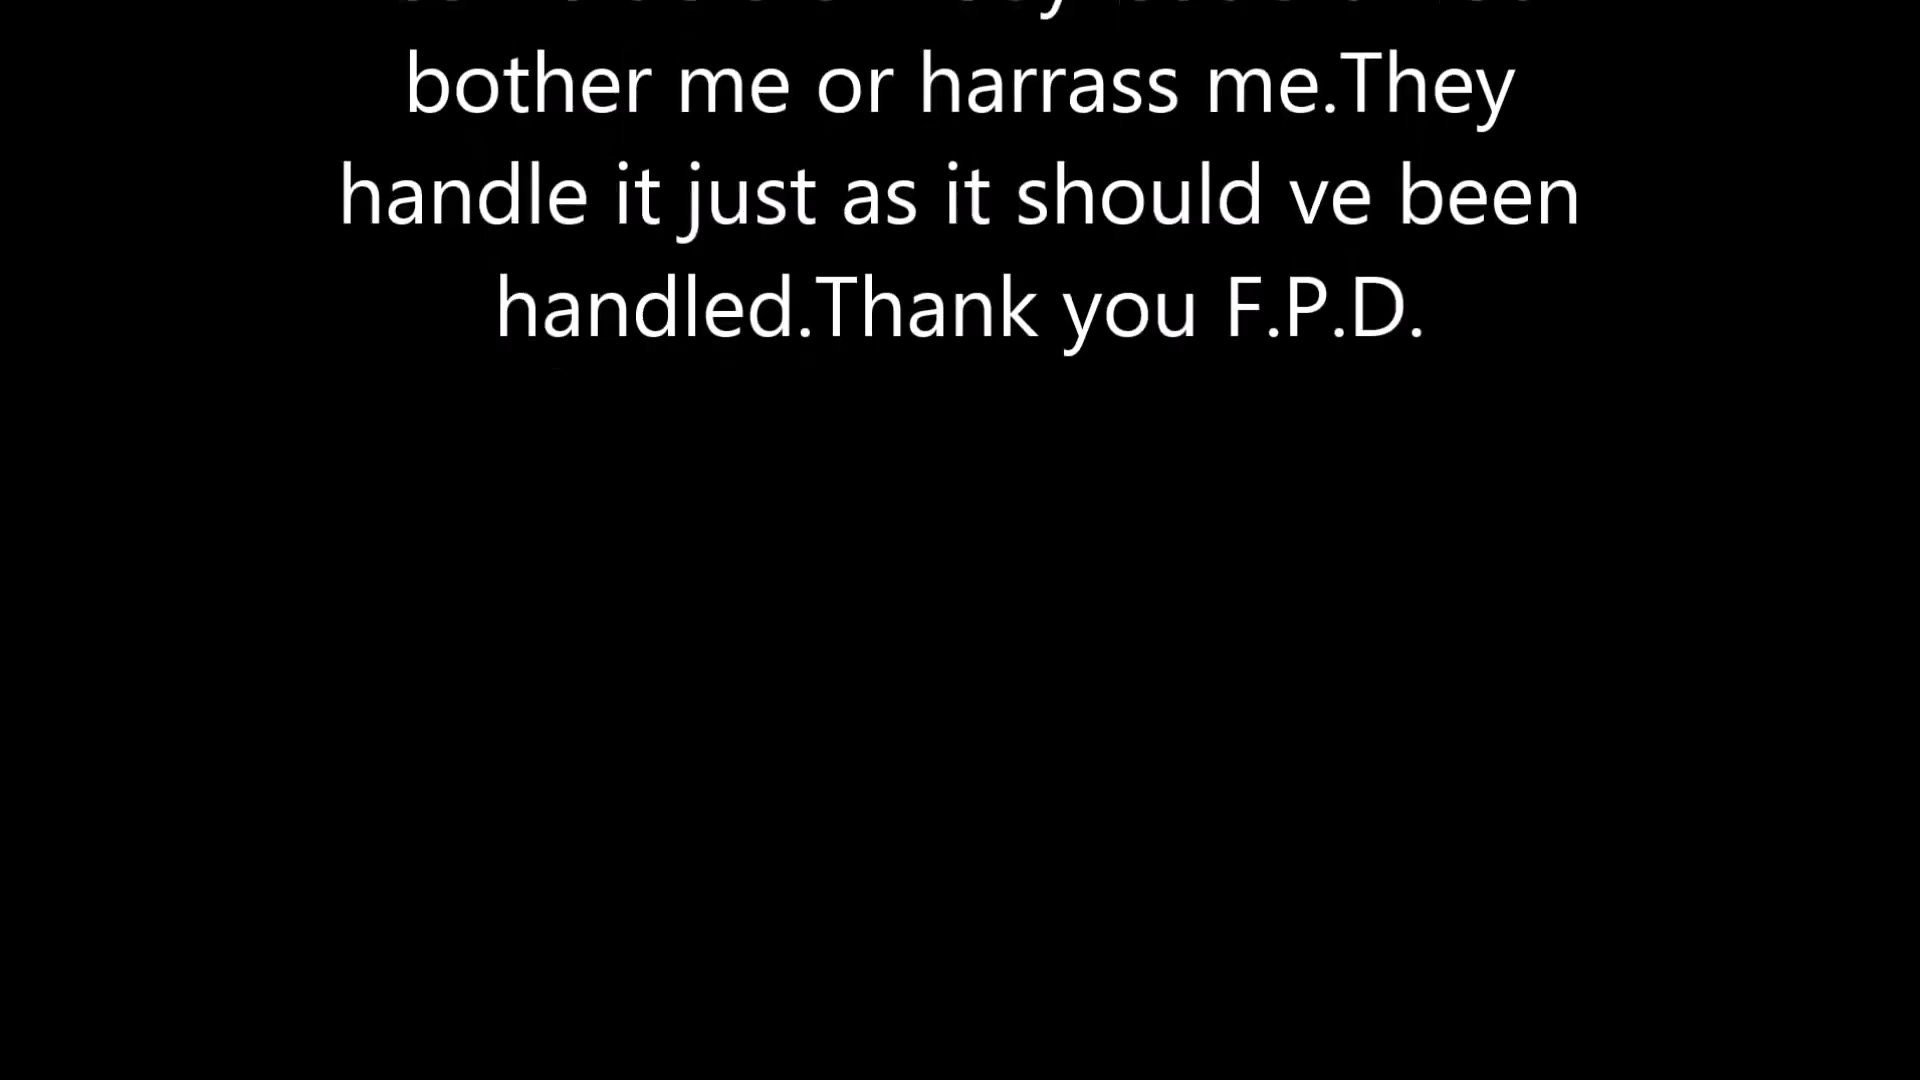 bother me or harrass me.They
handle it just as it should ve been
handled.Thank you F.P.D.